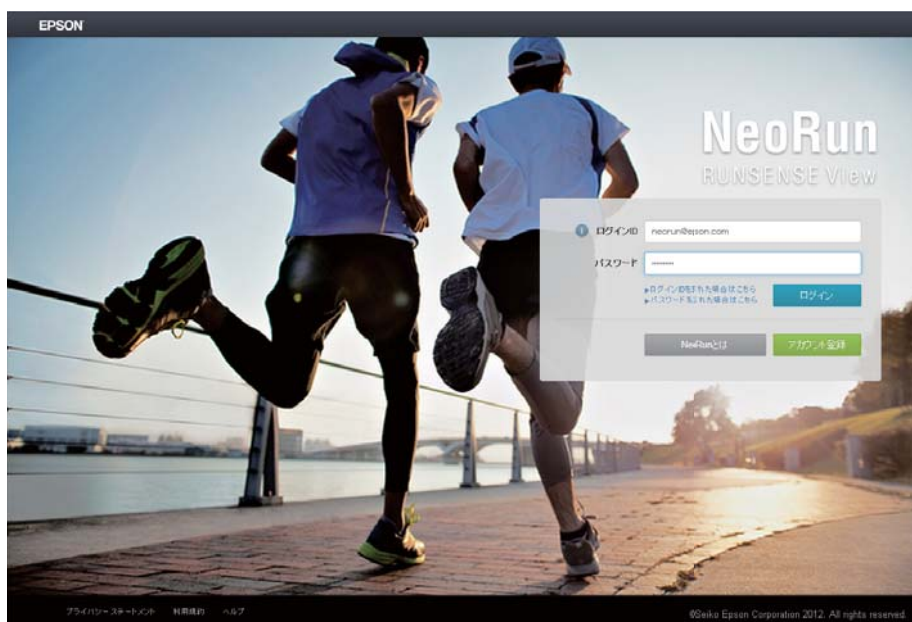 EPSON
NeoRun
RUNSENSE View
ログインID
neorun@epson.com
パスワード
▶ログインIDを忘れた場合はこちら
▶パスワードを忘れた場合はこちら
ログイン
NeoRunとは
アカウント登録
プライバシーステートメント 利用規約 ヘルプ
©Seiko Epson Corporation 2012. All rights reserved.